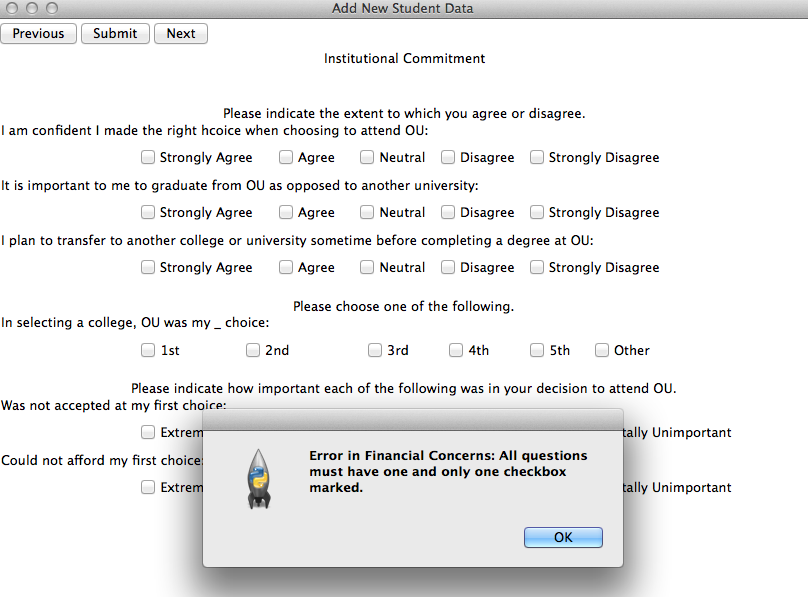 Add New Student Data
Previous Submit Next
Institutional Commitment
Please indicate the extent to which you agree or disagree.
I am confident I made the right hcoice when choosing to attend OU:
Strongly Agree Agree Neutral Disagree Strongly Disagree
It is important to me to graduate from OU as opposed to another university:
Strongly Agree Agree Neutral Disagree Strongly Disagree
I plan to transfer to another college or university sometime before completing a degree at OU:
Strongly Agree Agree Neutral Disagree Strongly Disagree
Please choose one of the following.
In selecting a college, OU was my _ choice:
1st 2nd 3rd 4th 5th Other
Please indicate how important each of the following was in your decision to attend OU.
Was not accepted at my first choice:
Extrem tally Unimportant
Could not afford my first choice:
Extrem tally Unimportant
Error in Financial Concerns: All questions
must have one and only one checkbox
marked.
OK